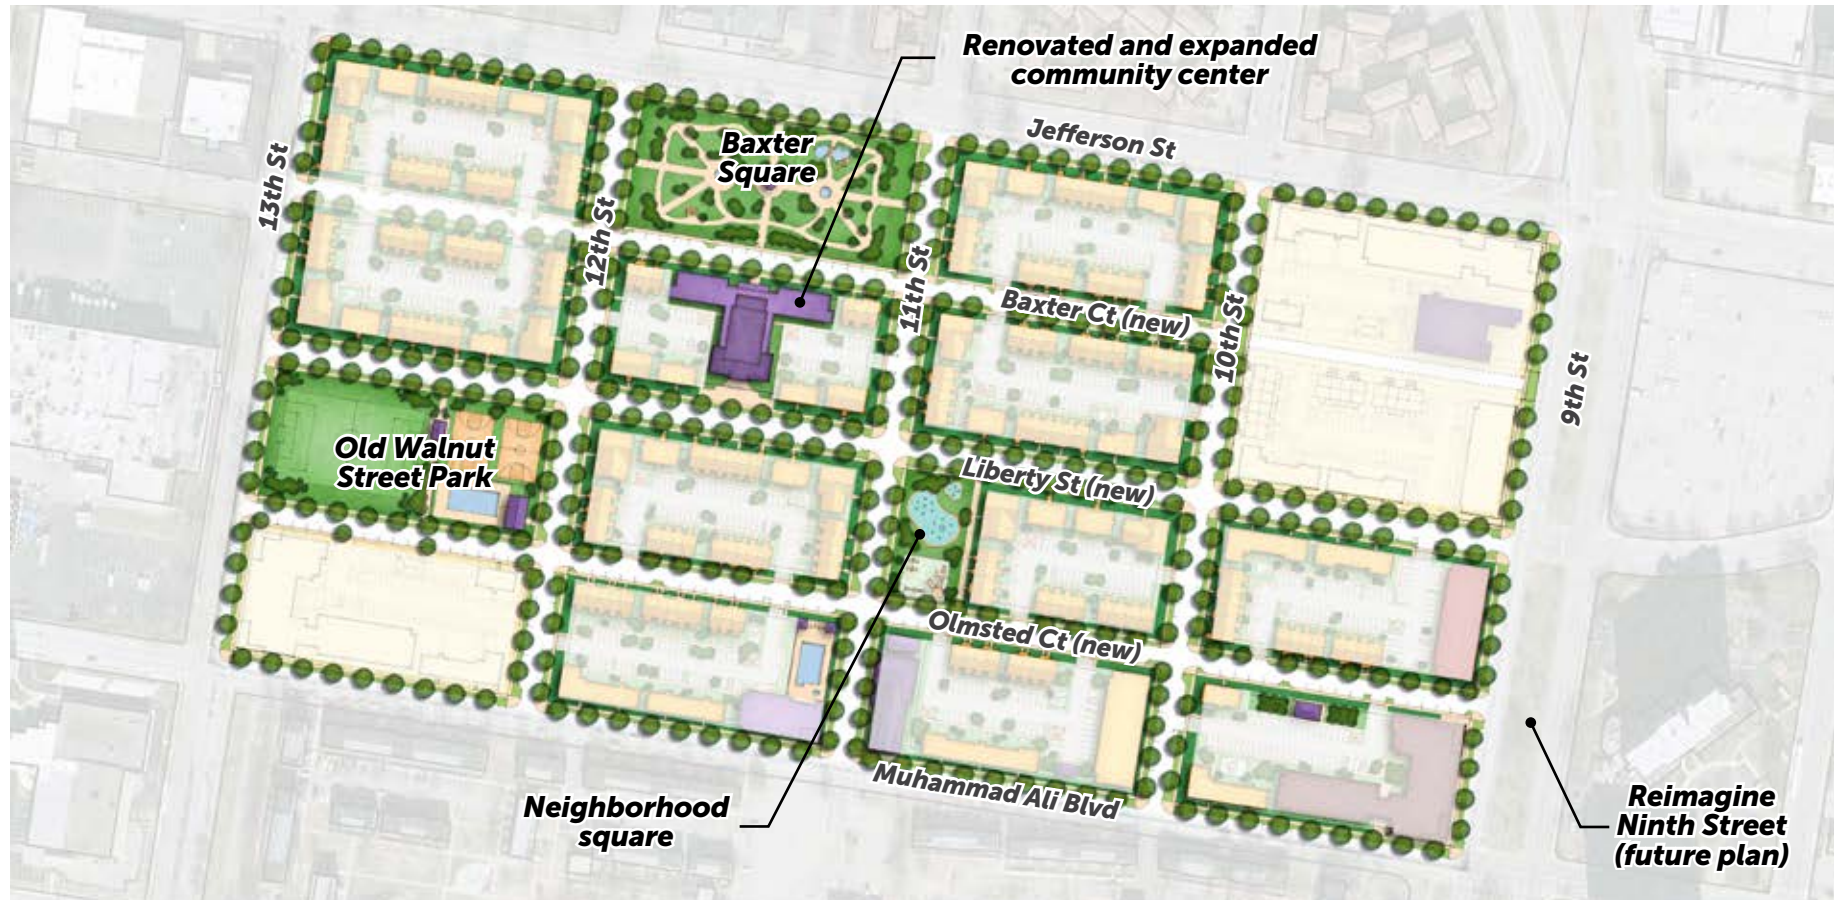 Renovated and expanded
community center
Jefferson St
Baxter
Square
13th St
12th St
11th St
Baxter Ct (new)
10th St
9th St
Old Walnut
Street Park
Liberty St (new)
Olmsted Ct (new)
Muhammad Ali Blvd
Neighborhood
square
Reimagine
Ninth Street
(future plan)